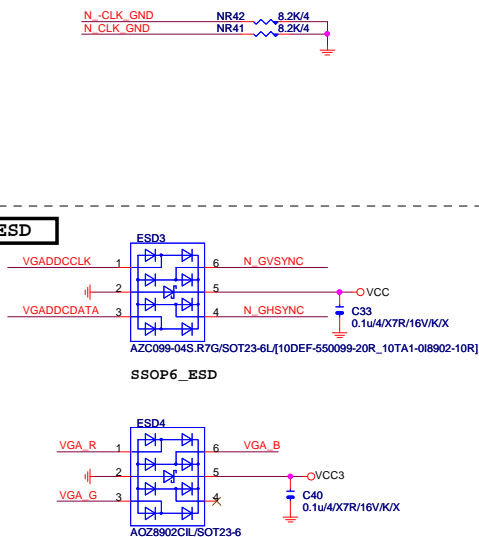 N_-CLK_GND NR42 8.2K/4
N_CLK_GND NR41 8.2K/4
ESD
ESD3
VGADDCCLK 1 6 N_GVSYNC
2 5 VCC
VGADDCDATA 3 4 N_GHSYNC
C33
0.1u/4/X7R/16V/K/X
AZC099-04S.R7G/SOT23-6L/[10DEF-550099-20R_10TA1-0I8902-10R]
SSOP6_ESD
ESD4
VGA_R 1 6 VGA_B
2 5 VCC3
VGA_G 3 4
C40
0.1u/4/X7R/16V/K/X
AOZ8902CIL/SOT23-6